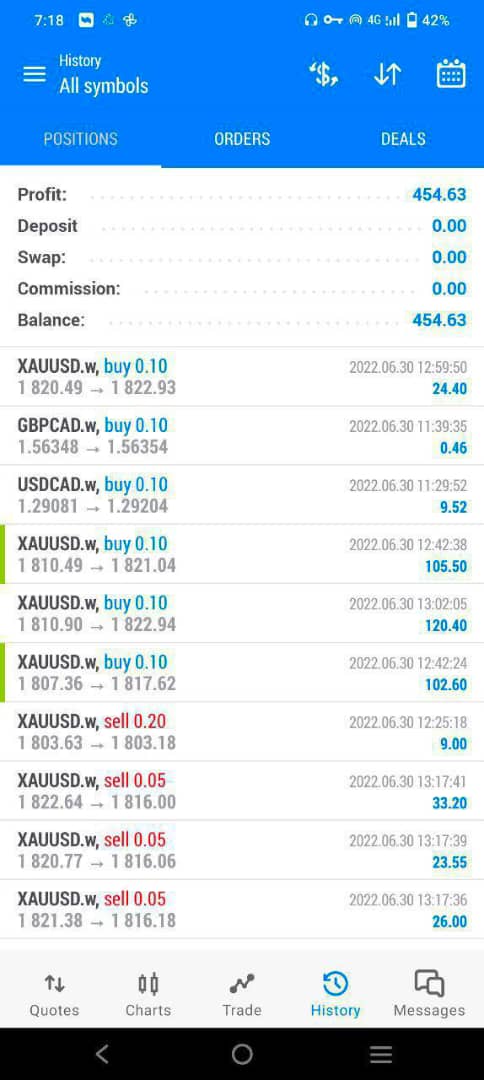 7:18 4G 42%
History
All symbols
POSITIONS ORDERS DEALS
Profit: 454.63
Deposit 0.00
Swap: 0.00
Commission: 0.00
Balance: 454.63
XAUUSD.w, buy 0.10 2022.06.30 12:59:50
1 820.49 → 1 822.93 24.40
GBPCAD.w, buy 0.10 2022.06.30 11:39:35
1.56348 → 1.56354 0.46
USDCAD.w, buy 0.10 2022.06.30 11:29:52
1.29081 → 1.29204 9.52
XAUUSD.w, buy 0.10 2022.06.30 12:42:38
1 810.49 → 1 821.04 105.50
XAUUSD.w, buy 0.10 2022.06.30 13:02:05
1 810.90 → 1 822.94 120.40
XAUUSD.w, buy 0.10 2022.06.30 12:42:24
1 807.36 → 1 817.62 102.60
XAUUSD.w, sell 0.20 2022.06.30 12:25:18
1 803.63 → 1 803.18 9.00
XAUUSD.w, sell 0.05 2022.06.30 13:17:41
1 822.64 → 1 816.00 33.20
XAUUSD.w, sell 0.05 2022.06.30 13:17:39
1 820.77 → 1 816.06 23.55
XAUUSD.w, sell 0.05 2022.06.30 13:17:36
1 821.38 → 1 816.18 26.00
Quotes Charts Trade History Messages